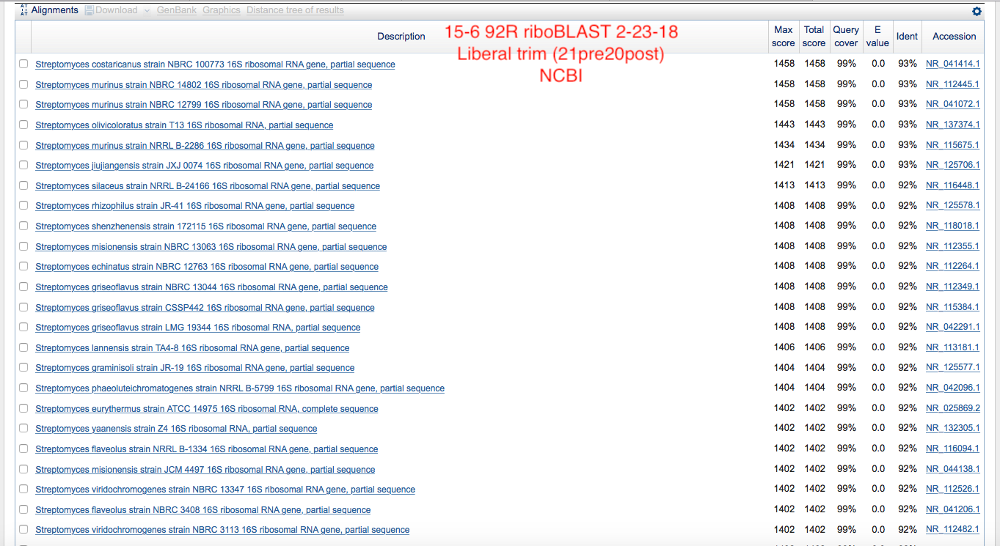 Alignments Download GenBank Graphics Distance tree of results
Description Max score Total score Query cover E value Ident Accession
15-6 92R riboBLAST 2-23-18
Liberal trim (21pre20post)
NCBI
Streptomyces costaricanus strain NBRC 100773 16S ribosomal RNA gene, partial sequence 1458 1458 99% 0.0 93% NR_041414.1
Streptomyces murinus strain NBRC 14802 16S ribosomal RNA gene, partial sequence 1458 1458 99% 0.0 93% NR_112445.1
Streptomyces murinus strain NBRC 12799 16S ribosomal RNA gene, partial sequence 1458 1458 99% 0.0 93% NR_041072.1
Streptomyces olivicoloratus strain T13 16S ribosomal RNA, partial sequence 1443 1443 99% 0.0 93% NR_137374.1
Streptomyces murinus strain NRRL B-2286 16S ribosomal RNA gene, partial sequence 1434 1434 99% 0.0 93% NR_115675.1
Streptomyces jiujiangensis strain JXJ 0074 16S ribosomal RNA gene, partial sequence 1421 1421 99% 0.0 93% NR_125706.1
Streptomyces silaceus strain NRRL B-24166 16S ribosomal RNA gene, partial sequence 1413 1413 99% 0.0 92% NR_116448.1
Streptomyces rhizophilus strain JR-41 16S ribosomal RNA gene, partial sequence 1408 1408 99% 0.0 92% NR_125578.1
Streptomyces shenzhenensis strain 172115 16S ribosomal RNA gene, partial sequence 1408 1408 99% 0.0 92% NR_118018.1
Streptomyces misionensis strain NBRC 13063 16S ribosomal RNA gene, partial sequence 1408 1408 99% 0.0 92% NR_112355.1
Streptomyces echinatus strain NBRC 12763 16S ribosomal RNA gene, partial sequence 1408 1408 99% 0.0 92% NR_112264.1
Streptomyces griseoflavus strain NBRC 13044 16S ribosomal RNA gene, partial sequence 1408 1408 99% 0.0 92% NR_112349.1
Streptomyces griseoflavus strain CSSP442 16S ribosomal RNA gene, partial sequence 1408 1408 99% 0.0 92% NR_115384.1
Streptomyces griseoflavus strain LMG 19344 16S ribosomal RNA, partial sequence 1408 1408 99% 0.0 92% NR_042291.1
Streptomyces lannensis strain TA4-8 16S ribosomal RNA gene, partial sequence 1406 1406 99% 0.0 92% NR_113181.1
Streptomyces graminisoli strain JR-19 16S ribosomal RNA gene, partial sequence 1404 1404 99% 0.0 92% NR_125577.1
Streptomyces phaeoluteichromatogenes strain NRRL B-5799 16S ribosomal RNA gene, partial sequence 1404 1404 99% 0.0 92% NR_042096.1
Streptomyces eurythermus strain ATCC 14975 16S ribosomal RNA, complete sequence 1402 1402 99% 0.0 92% NR_025869.2
Streptomyces yaanensis strain Z4 16S ribosomal RNA, partial sequence 1402 1402 99% 0.0 92% NR_132305.1
Streptomyces flaveolus strain NRRL B-1334 16S ribosomal RNA gene, partial sequence 1402 1402 99% 0.0 92% NR_116094.1
Streptomyces misionensis strain JCM 4497 16S ribosomal RNA gene, partial sequence 1402 1402 99% 0.0 92% NR_044138.1
Streptomyces viridochromogenes strain NBRC 13347 16S ribosomal RNA gene, partial sequence 1402 1402 99% 0.0 92% NR_112526.1
Streptomyces flaveolus strain NBRC 3408 16S ribosomal RNA gene, partial sequence 1402 1402 99% 0.0 92% NR_041206.1
Streptomyces viridochromogenes strain NBRC 3113 16S ribosomal RNA gene, partial sequence 1402 1402 99% 0.0 92% NR_112482.1